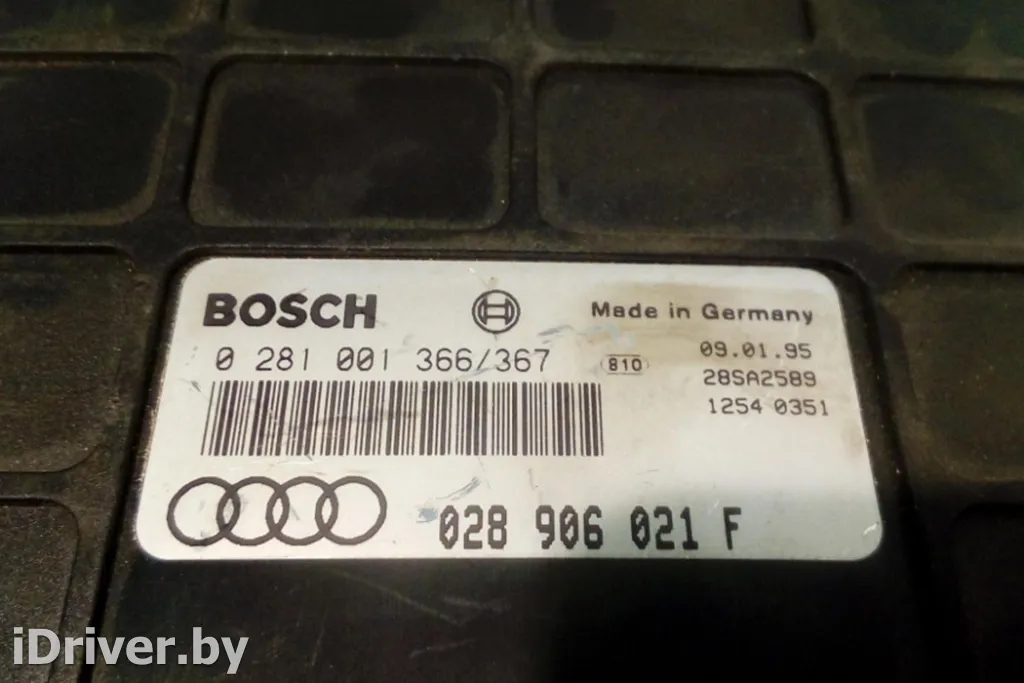 BOSCH
Made in Germany
0 281 001 366/367
810
09.01.95
28SA2589
1254 0351
028 906 021 F
iDriver.by